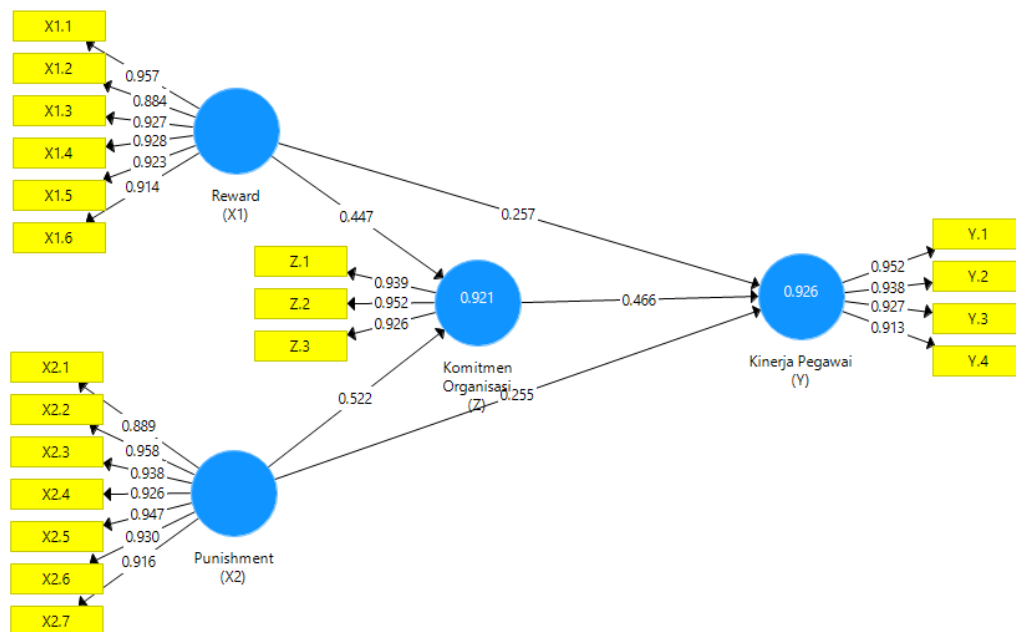 X1.1
X1.2
X1.3
X1.4
X1.5
X1.6
0.957
0.884
0.927
0.928
0.923
0.914
Reward
(X1)
0.447
0.257
Z.1
Z.2
Z.3
0.939
0.952
0.926
0.921
Komitmen
Organisasi
(Z)
0.466
0.926
Kinerja Pegawai
(Y)
0.952
0.938
0.927
0.913
Y.1
Y.2
Y.3
Y.4
X2.1
X2.2
X2.3
X2.4
X2.5
X2.6
X2.7
0.889
0.958
0.938
0.926
0.947
0.930
0.916
Punishment
(X2)
0.522
0.255